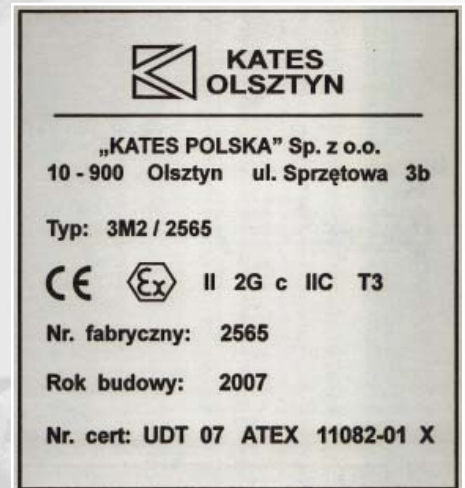 KATES
OLSZTYN
„KATES POLSKA” Sp. z o.o.
10 - 900 Olsztyn ul. Sprzętowa 3b
Typ: 3M2 / 2565
CE Ex II 2G c IIC T3
Nr. fabryczny: 2565
Rok budowy: 2007
Nr. cert: UDT 07 ATEX 11082-01 X